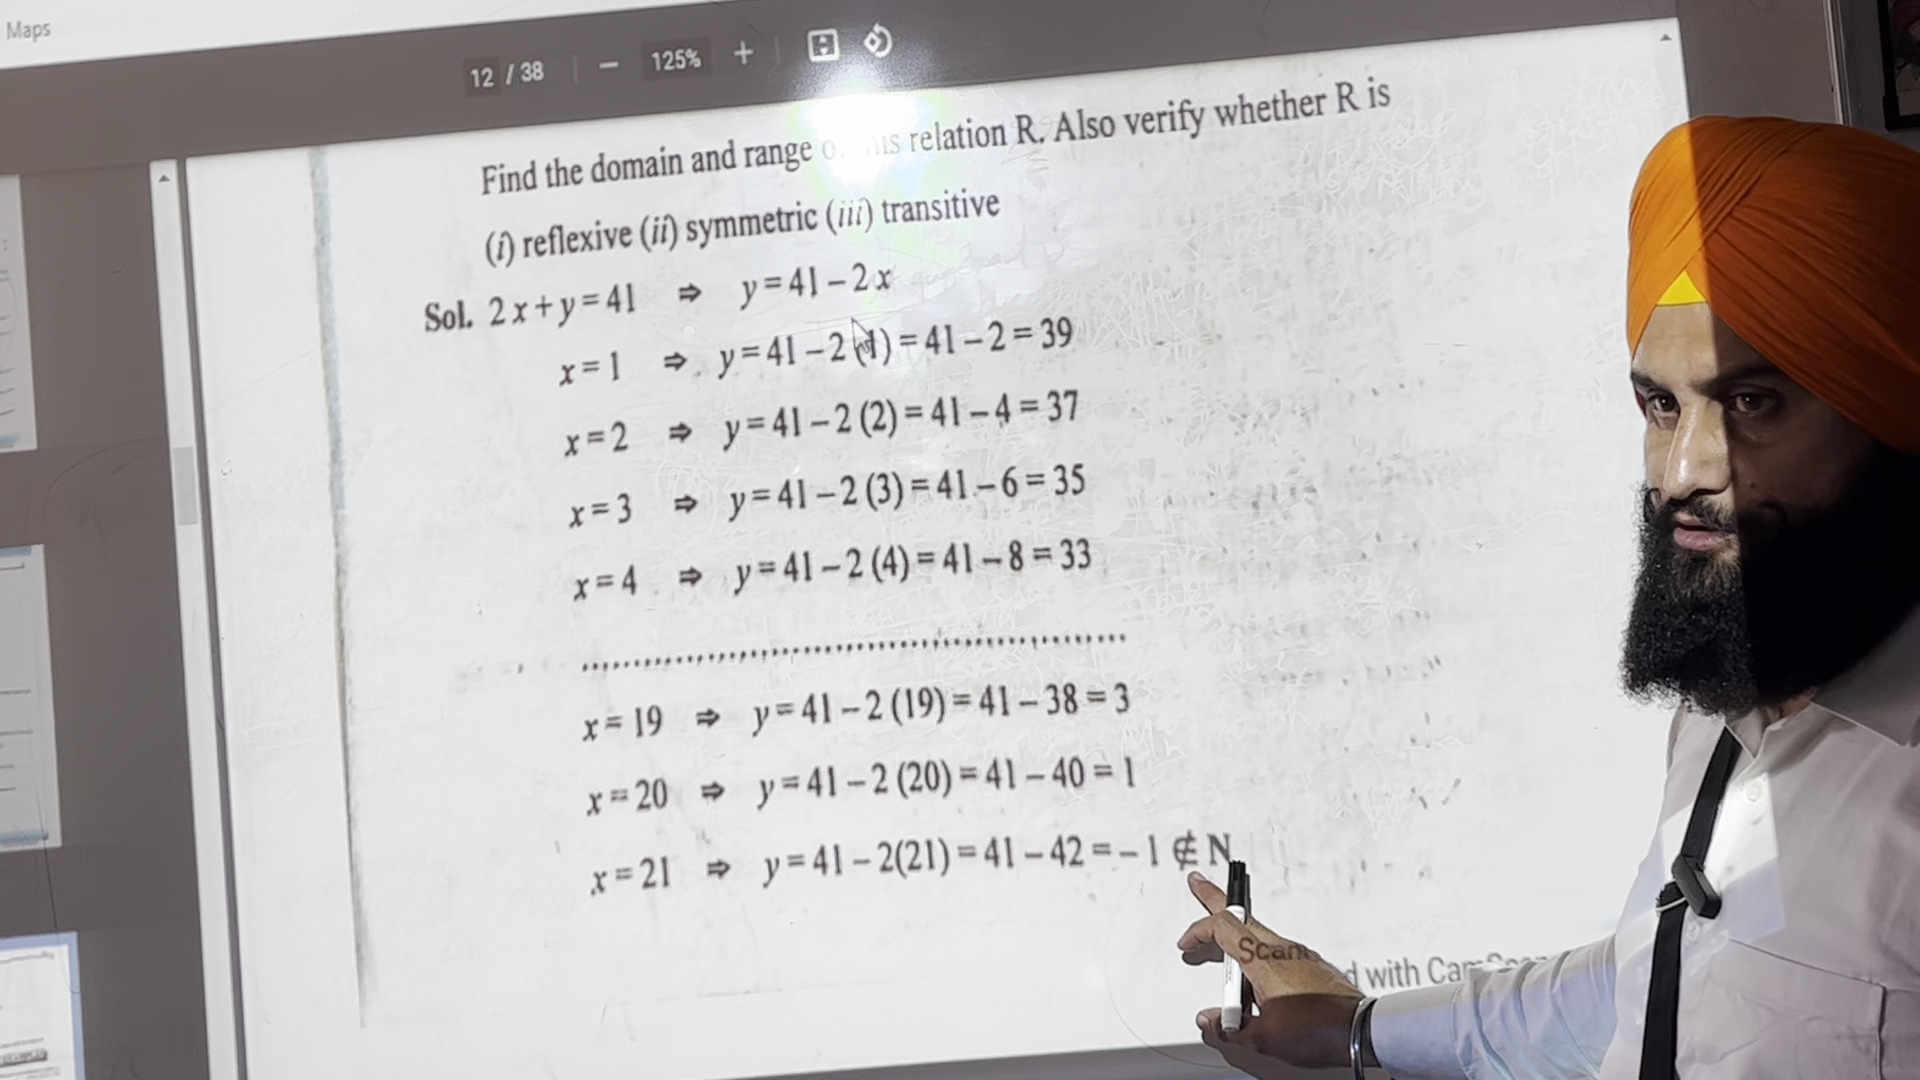 Maps
12 / 38 − 125% +
Find the domain and range relation R. Also verify whether R is
(i) reflexive (ii) symmetric (iii) transitive
Sol. 2x + y = 41 ⇒ y = 41 – 2x
x = 1 ⇒ y = 41 – 2 (1) = 41 – 2 = 39
x = 2 ⇒ y = 41 – 2 (2) = 41 – 4 = 37
x = 3 ⇒ y = 41 – 2 (3) = 41 – 6 = 35
x = 4 ⇒ y = 41 – 2 (4) = 41 – 8 = 33
..................................................
x = 19 ⇒ y = 41 – 2 (19) = 41 – 38 = 3
x = 20 ⇒ y = 41 – 2 (20) = 41 – 40 = 1
x = 21 ⇒ y = 41 – 2(21) = 41 – 42 = – 1 ∉ N
with